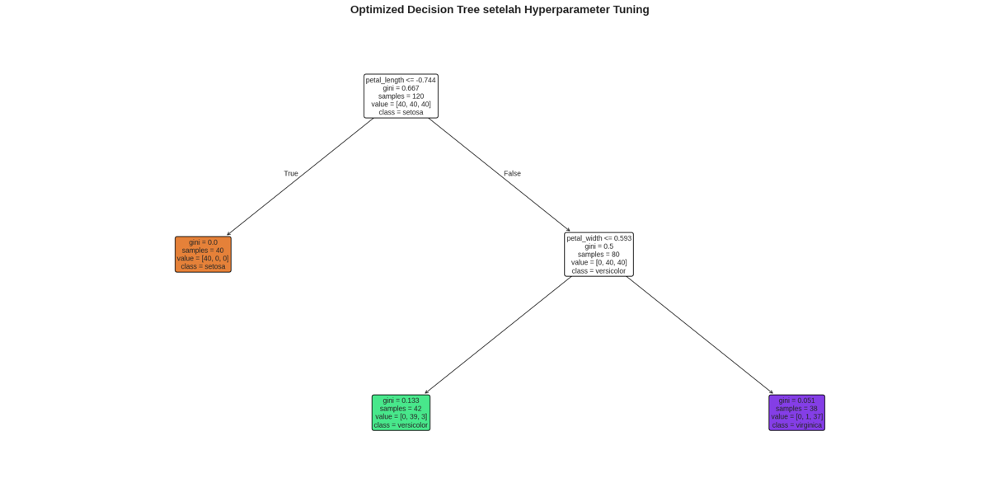 Optimized Decision Tree setelah Hyperparameter Tuning
petal_length <= -0.744
gini = 0.667
samples = 120
value = [40, 40, 40]
class = setosa
True
False
gini = 0.0
samples = 40
value = [40, 0, 0]
class = setosa
petal_width <= 0.593
gini = 0.5
samples = 80
value = [0, 40, 40]
class = versicolor
gini = 0.133
samples = 42
value = [0, 39, 3]
class = versicolor
gini = 0.051
samples = 38
value = [0, 1, 37]
class = virginica